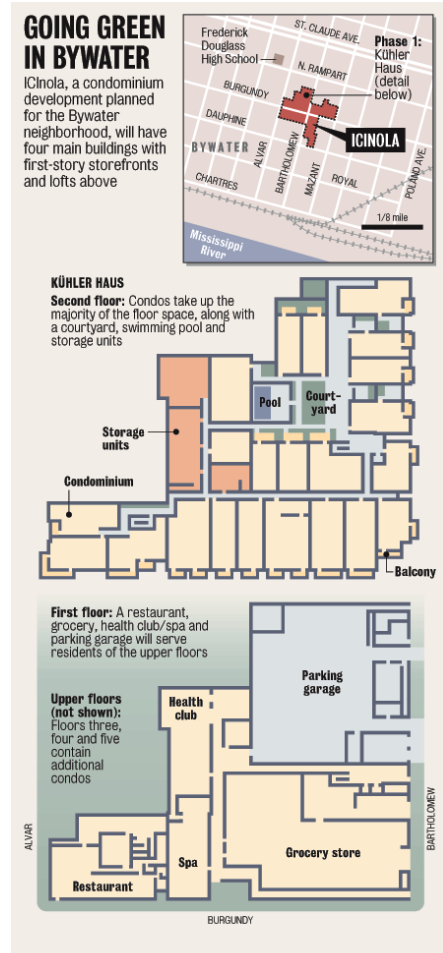 GOING GREEN
IN BYWATER
ICInola, a condominium
development planned
for the Bywater
neighborhood, will have
four main buildings with
first-story storefronts
and lofts above
Frederick
Douglass
High School
ST. CLAUDE AVE.
N. RAMPART
Phase 1:
Kühler
Haus
(detail
below)
BURGUNDY
DAUPHINE
BYWATER
ICINOLA
ALVAR
BARTHOLOMEW
MAZANT
ROYAL
POLAND AVE.
CHARTRES
1/8 mile
Mississippi
River
KÜHLER HAUS
Second floor: Condos take up the
majority of the floor space, along with
a courtyard, swimming pool and
storage units
Pool
Court-
yard
Storage
units
Condominium
Balcony
First floor: A restaurant,
grocery, health club/spa and
parking garage will serve
residents of the upper floors
Upper floors
(not shown):
Floors three,
four and five
contain
additional
condos
Parking
garage
Health
club
Spa
Grocery store
Restaurant
ALVAR
BARTHOLOMEW
BURGUNDY